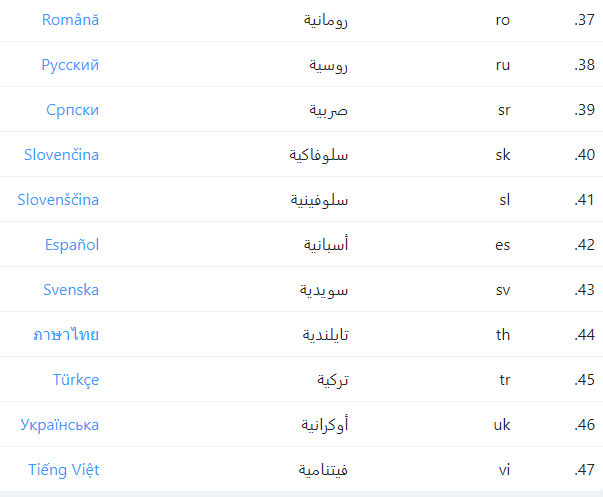 37. ro رومانية Română
38. ru روسية Русский
39. sr صربية Српски
40. sk سلوفاكية Slovenčina
41. sl سلوفينية Slovenščina
42. es أسبانية Español
43. sv سويدية Svenska
44. th تايلندية ภาษาไทย
45. tr تركية Türkçe
46. uk أوكرانية Українська
47. vi فيتنامية Tiếng Việt